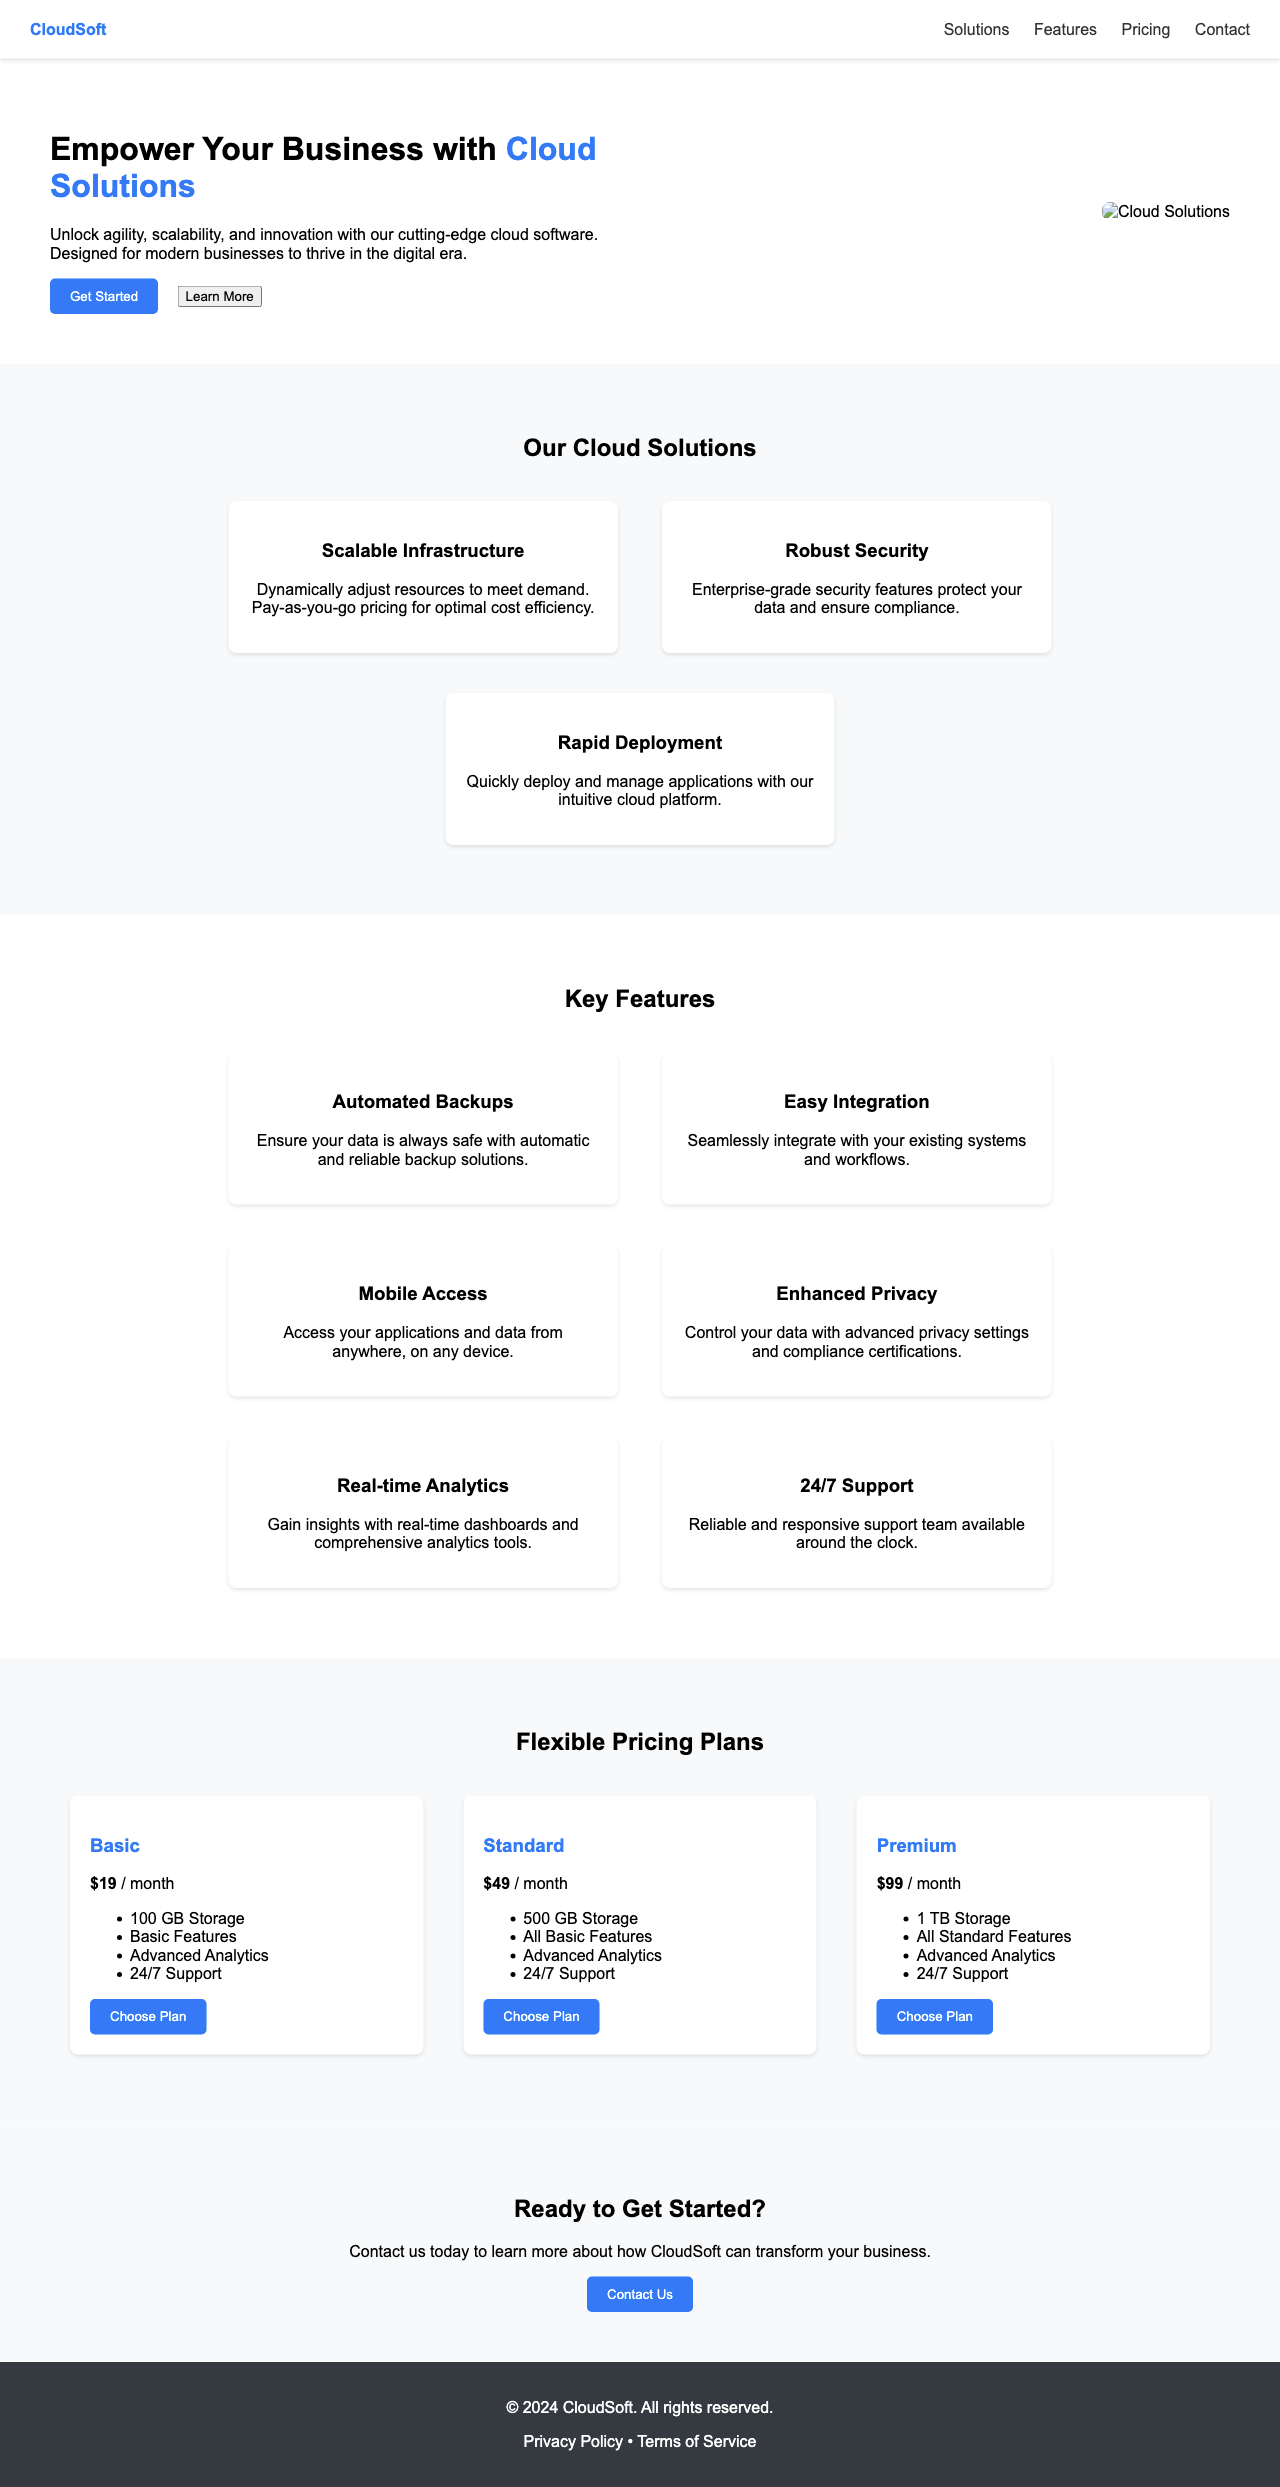 CloudSoft
Solutions Features Pricing Contact
Empower Your Business with Cloud
Solutions
Unlock agility, scalability, and innovation with our cutting-edge cloud software.
Designed for modern businesses to thrive in the digital era.
Get Started
Learn More
Cloud Solutions
Our Cloud Solutions
Scalable Infrastructure
Dynamically adjust resources to meet demand.
Pay-as-you-go pricing for optimal cost efficiency.
Robust Security
Enterprise-grade security features protect your
data and ensure compliance.
Rapid Deployment
Quickly deploy and manage applications with our
intuitive cloud platform.
Key Features
Automated Backups
Ensure your data is always safe with automatic
and reliable backup solutions.
Easy Integration
Seamlessly integrate with your existing systems
and workflows.
Mobile Access
Access your applications and data from
anywhere, on any device.
Enhanced Privacy
Control your data with advanced privacy settings
and compliance certifications.
Real-time Analytics
Gain insights with real-time dashboards and
comprehensive analytics tools.
24/7 Support
Reliable and responsive support team available
around the clock.
Flexible Pricing Plans
Basic
$19 / month
• 100 GB Storage
• Basic Features
• Advanced Analytics
• 24/7 Support
Choose Plan
Standard
$49 / month
• 500 GB Storage
• All Basic Features
• Advanced Analytics
• 24/7 Support
Choose Plan
Premium
$99 / month
• 1 TB Storage
• All Standard Features
• Advanced Analytics
• 24/7 Support
Choose Plan
Ready to Get Started?
Contact us today to learn more about how CloudSoft can transform your business.
Contact Us
© 2024 CloudSoft. All rights reserved.
Privacy Policy • Terms of Service